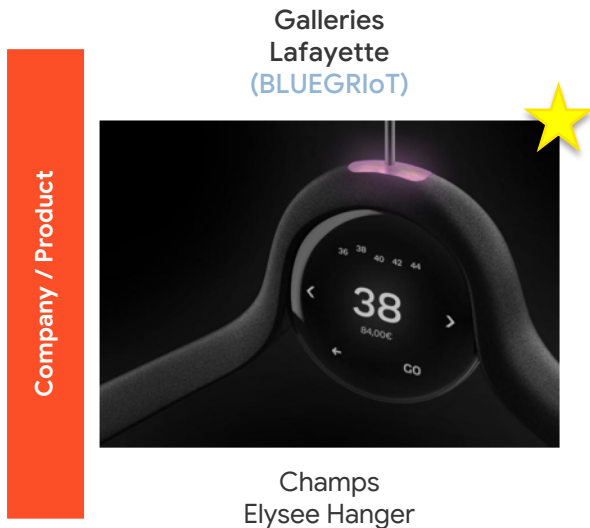 Galleries
Lafayette
(BLUEGRIoT)
Company / Product
36 38 40 42 44
38
84,00€
GO
Champs
Elysee Hanger